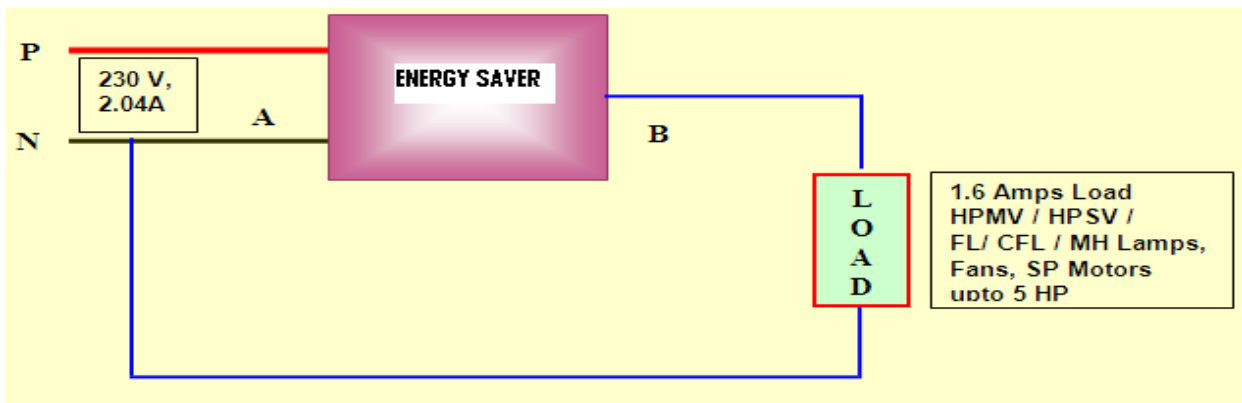 P
230 V,
2.04A
A
N
ENERGY SAVER
B
L
O
A
D
1.6 Amps Load
HPMV / HPSV /
FL/ CFL / MH Lamps,
Fans, SP Motors
upto 5 HP